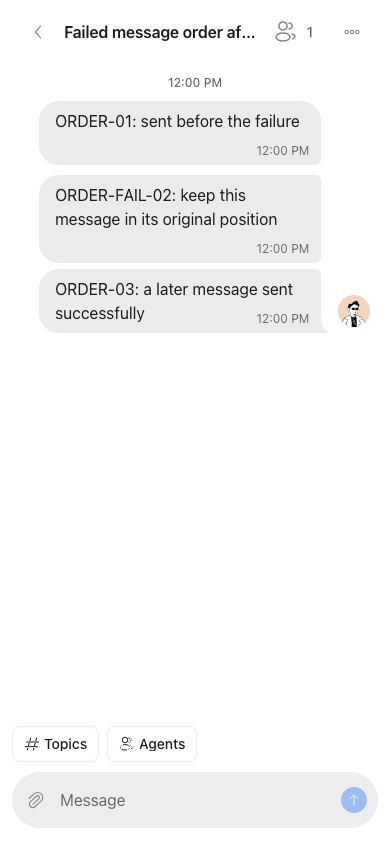 Failed message order af...
1
12:00 PM
ORDER-01: sent before the failure
12:00 PM
ORDER-FAIL-02: keep this
message in its original position
12:00 PM
ORDER-03: a later message sent
successfully
12:00 PM
# Topics
Agents
Message